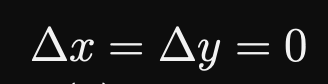 Δx = Δy = 0